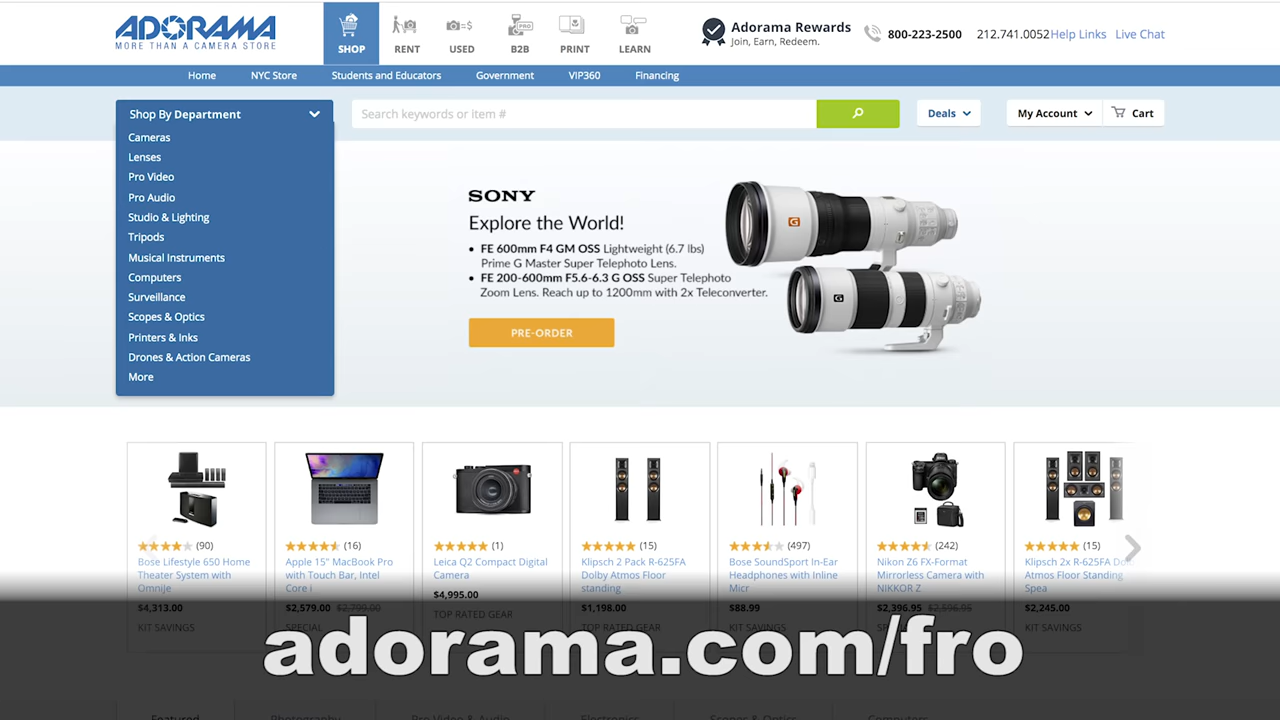 ADORAMA
MORE THAN A CAMERA STORE
SHOP
RENT
USED
PRO
B2B
PRINT
LEARN
Adorama Rewards
Join, Earn, Redeem.
800-223-2500
212.741.0052
Help Links
Live Chat
Home
NYC Store
Students and Educators
Government
VIP360
Financing
Shop By Department
Search keywords or item #
Deals
My Account
Cart
Cameras
Lenses
Pro Video
Pro Audio
Studio & Lighting
Tripods
Musical Instruments
Computers
Surveillance
Scopes & Optics
Printers & Inks
Drones & Action Cameras
More
SONY
Explore the World!
• FE 600mm F4 GM OSS Lightweight (6.7 lbs)
Prime G Master Super Telephoto Lens.
• FE 200-600mm F5.6-6.3 G OSS Super Telephoto
Zoom Lens. Reach up to 1200mm with 2x Teleconverter.
PRE-ORDER
G
G
(90)
Bose Lifestyle 650 Home
Theater System with
OmniJe
$4,313.00
KIT SAVINGS
(16)
Apple 15" MacBook Pro
with Touch Bar, Intel
Core i
$2,579.00 $2,799.00
SPECIAL
(1)
Leica Q2 Compact Digital
Camera
$4,995.00
TOP RATED GEAR
(15)
Klipsch 2 Pack R-625FA
Dolby Atmos Floor
standing
$1,198.00
TOP RATED GEAR
(497)
Bose SoundSport In-Ear
Headphones with Inline
Micr
$88.99
KIT SAVINGS
(242)
Nikon Z6 FX-Format
Mirrorless Camera with
NIKKOR Z
$2,396.95 $2,596.95
(15)
Klipsch 2x R-625FA
Atmos Floor Standing
Spea
$2,245.00
KIT SAVINGS
adorama.com/fro
Featured
Photography
Pro Video & Audio
Electronics
Scopes & Optics
Computers